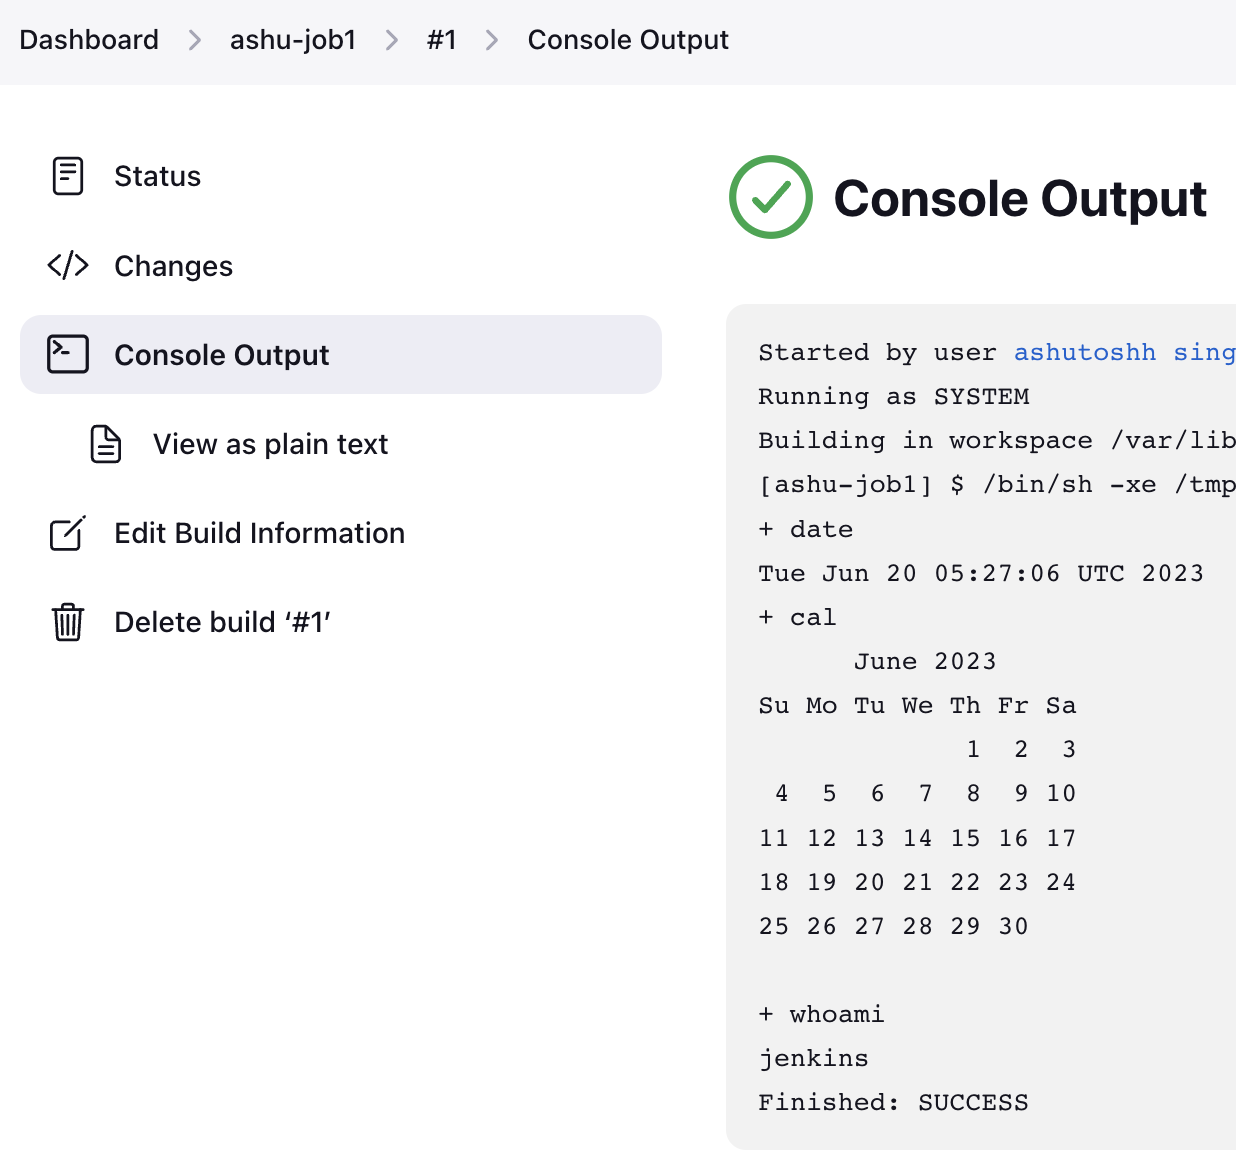 Dashboard > ashu-job1 > #1 > Console Output
Status
</> Changes
Console Output
View as plain text
Edit Build Information
Delete build ‘#1’
Console Output
Started by user ashutoshh sing
Running as SYSTEM
Building in workspace /var/lib
[ashu-job1] $ /bin/sh -xe /tmp
+ date
Tue Jun 20 05:27:06 UTC 2023
+ cal
      June 2023
Su Mo Tu We Th Fr Sa
             1  2  3
 4  5  6  7  8  9 10
11 12 13 14 15 16 17
18 19 20 21 22 23 24
25 26 27 28 29 30
+ whoami
jenkins
Finished: SUCCESS